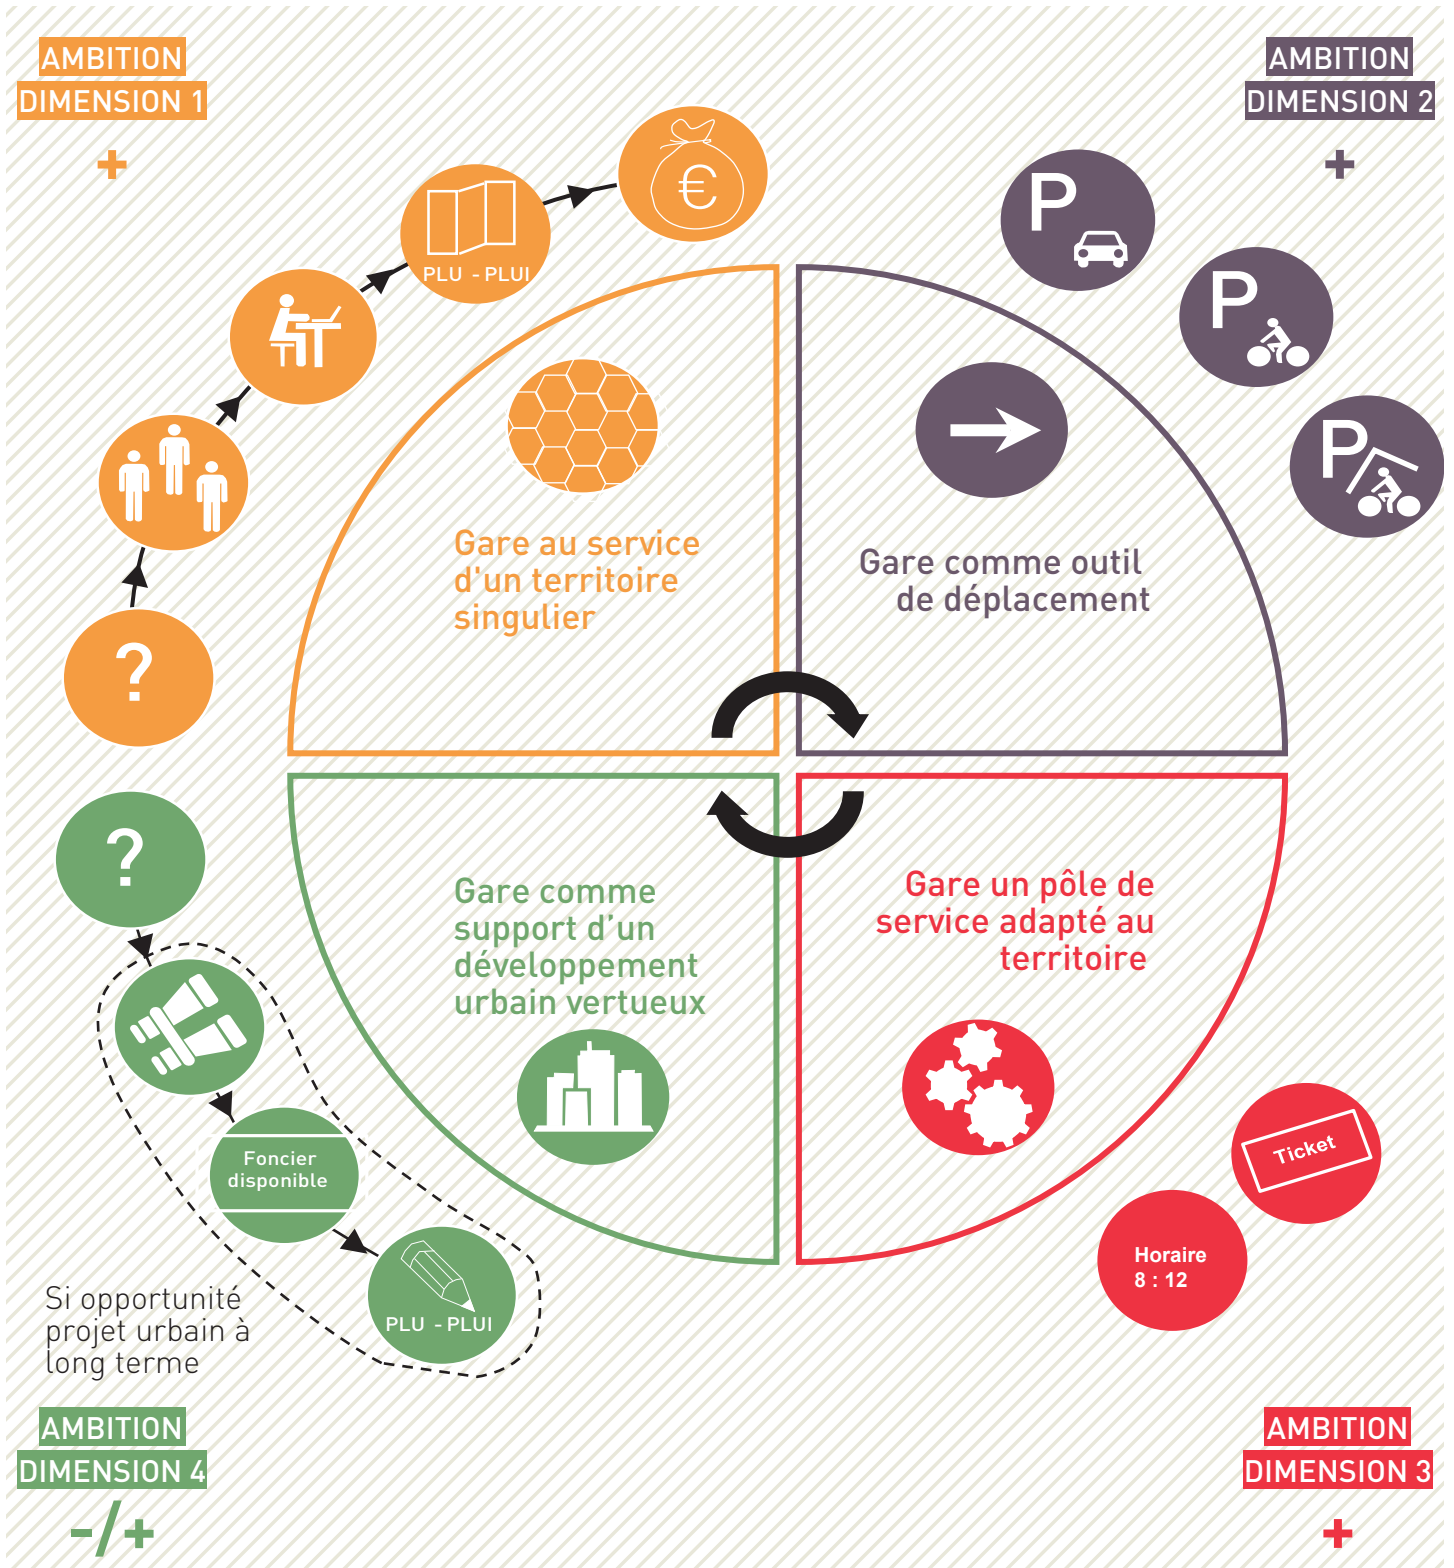 AMBITION
DIMENSION 1
+
AMBITION
DIMENSION 2
+
€
PLU - PLUI
P
P
P
?
Gare au service
d'un territoire
singulier
Gare comme outil
de déplacement
?
Gare comme
support d’un
développement
urbain vertueux
Gare un pôle de
service adapté au
territoire
Foncier
disponible
PLU - PLUI
Ticket
Horaire
8 : 12
Si opportunité
projet urbain à
long terme
AMBITION
DIMENSION 4
-/+
AMBITION
DIMENSION 3
+